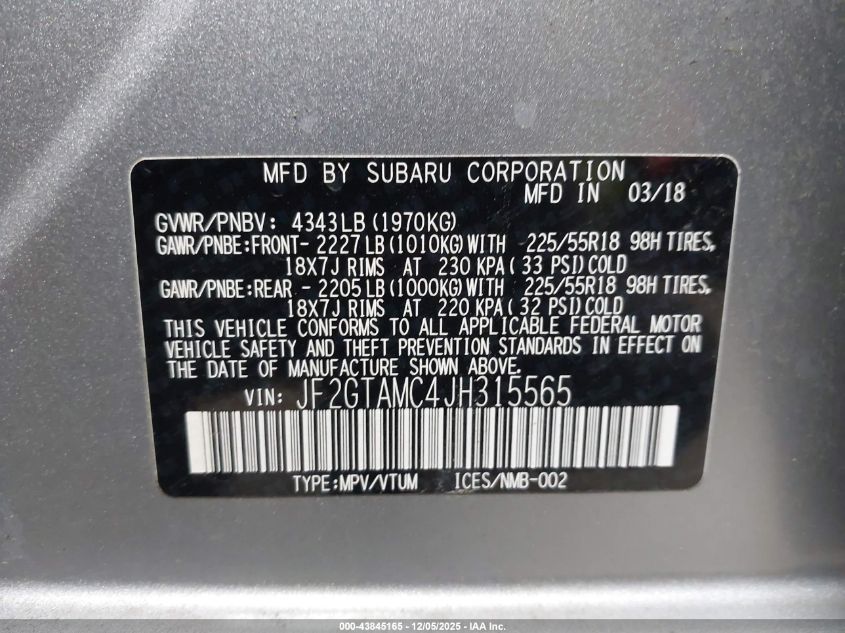 MFD BY SUBARU CORPORATION
MFD IN 03/18
GVWR/PNBV: 4343LB (1970KG)
GAWR/PNBE:FRONT- 2227LB (1010KG) WITH 225/55R18 98H TIRES,
18X7J RIMS AT 230 KPA ( 33 PSI) COLD
GAWR/PNBE:REAR - 2205LB (1000KG) WITH 225/55R18 98H TIRES,
18X7J RIMS AT 220 KPA ( 32 PSI) COLD
THIS VEHICLE CONFORMS TO ALL APPLICABLE FEDERAL MOTOR
VEHICLE SAFETY AND THEFT PREVENTION STANDARDS IN EFFECT ON
THE DATE OF MANUFACTURE SHOWN ABOVE.
VIN: JF2GTAMC4JH315565
TYPE:MPV/VTUM ICES/NMB-002
000-43845165 - 12/05/2025 - IAA Inc.